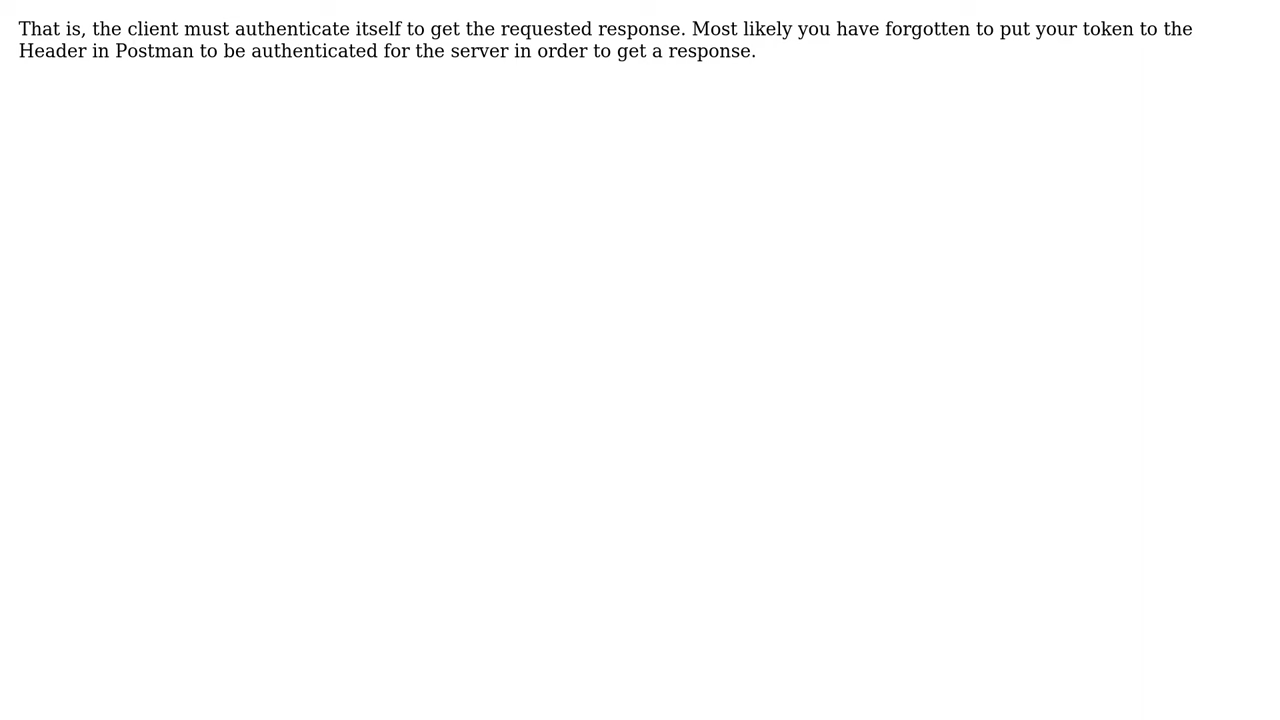 That is, the client must authenticate itself to get the requested response. Most likely you have forgotten to put your token to the
Header in Postman to be authenticated for the server in order to get a response.